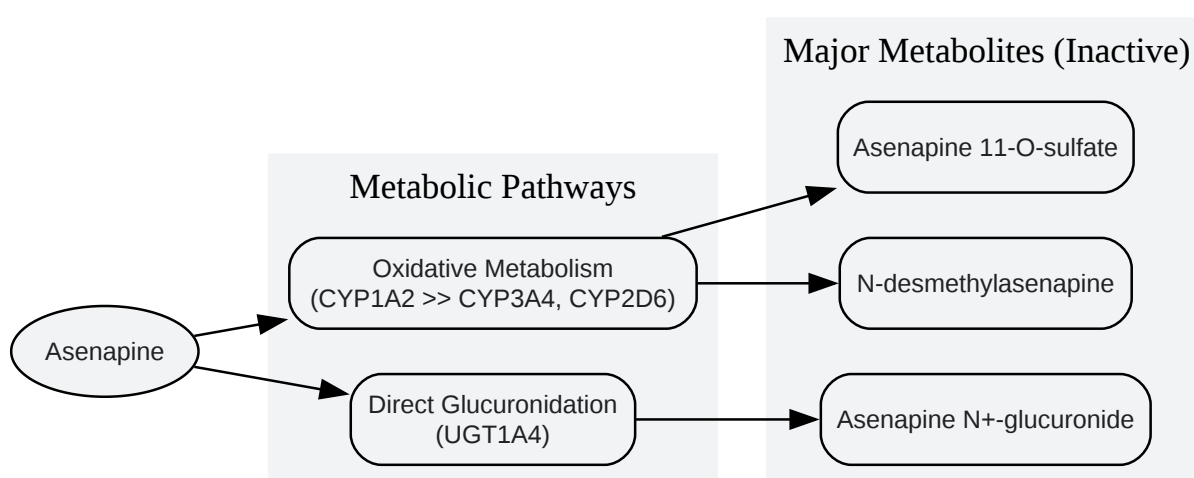 Major Metabolites (Inactive)
Asenapine 11-O-sulfate
Metabolic Pathways
Oxidative Metabolism
(CYP1A2 >> CYP3A4, CYP2D6)
N-desmethylasenapine
Asenapine
Direct Glucuronidation
(UGT1A4)
Asenapine N+-glucuronide